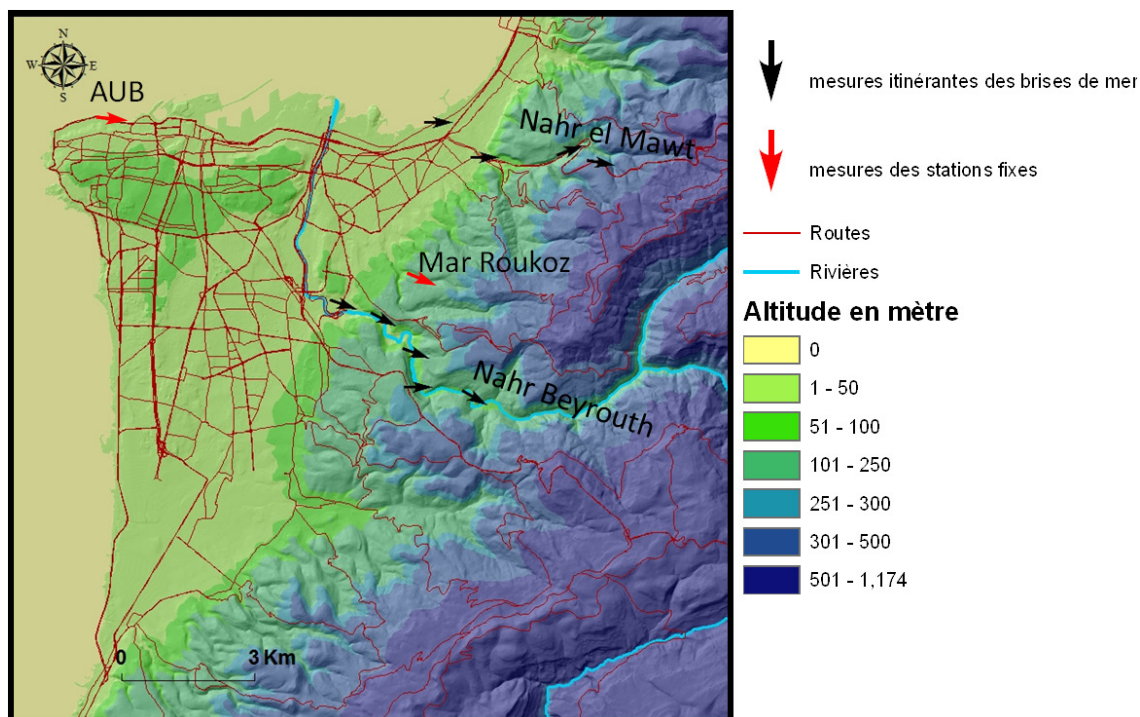 N
W E
S
AUB
Nahr el Mawt
Mar Roukoz
Nahr Beyrouth
0 3 Km
mesures itinérantes des brises de mer
mesures des stations fixes
Routes
Rivières
Altitude en mètre
0
1 - 50
51 - 100
101 - 250
251 - 300
301 - 500
501 - 1,174